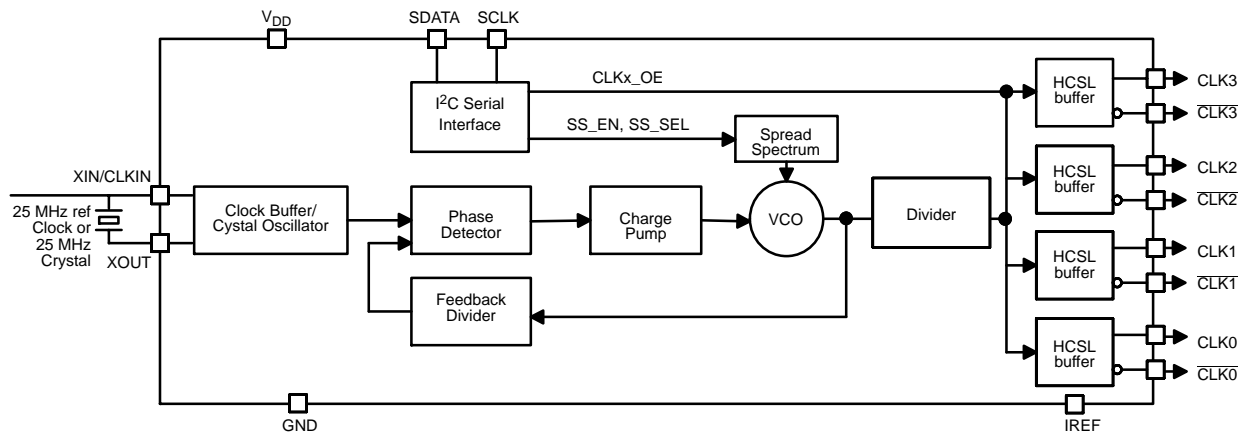 VDD
SDATA
SCLK
I2C Serial
Interface
CLKx_OE
SS_EN, SS_SEL
Spread
Spectrum
XIN/CLKIN
25 MHz ref
Clock or
25 MHz
Crystal
XOUT
Clock Buffer/
Cystal Oscillator
Phase
Detector
Charge
Pump
VCO
Divider
Feedback
Divider
HCSL
buffer
CLK3
CLK3
HCSL
buffer
CLK2
CLK2
HCSL
buffer
CLK1
CLK1
HCSL
buffer
CLK0
CLK0
GND
IREF